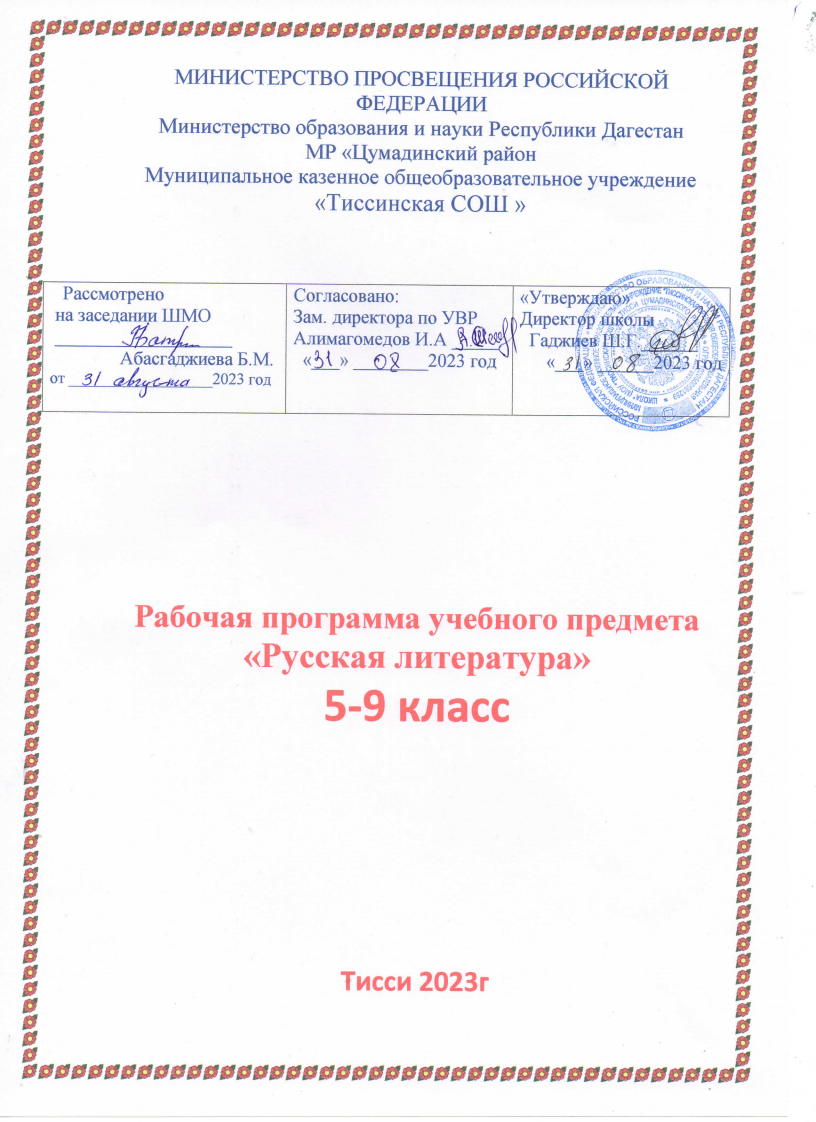 МИНИСТЕРСТВО ПРОСВЕЩЕНИЯ РОССИЙСКОЙ
ФЕДЕРАЦИИ
Министерство образования и науки Республики Дагестан
МР «Цумадинский район
Муниципальное казенное общеобразовательное учреждение
«Тиссинская СОШ »
Рассмотрено
на заседании ШМО
Абасгаджиева Б.М.
от 31 августа 2023 год
Согласовано:
Зам. директора по УВР
Алимагомедов И.А
«31» 08 2023 год
«Утверждаю»
Директор школы
Гаджиев Ш.Г
«31» 08 2023 год
Рабочая программа учебного предмета
«Русская литература»
5-9 класс
Тисси 2023г